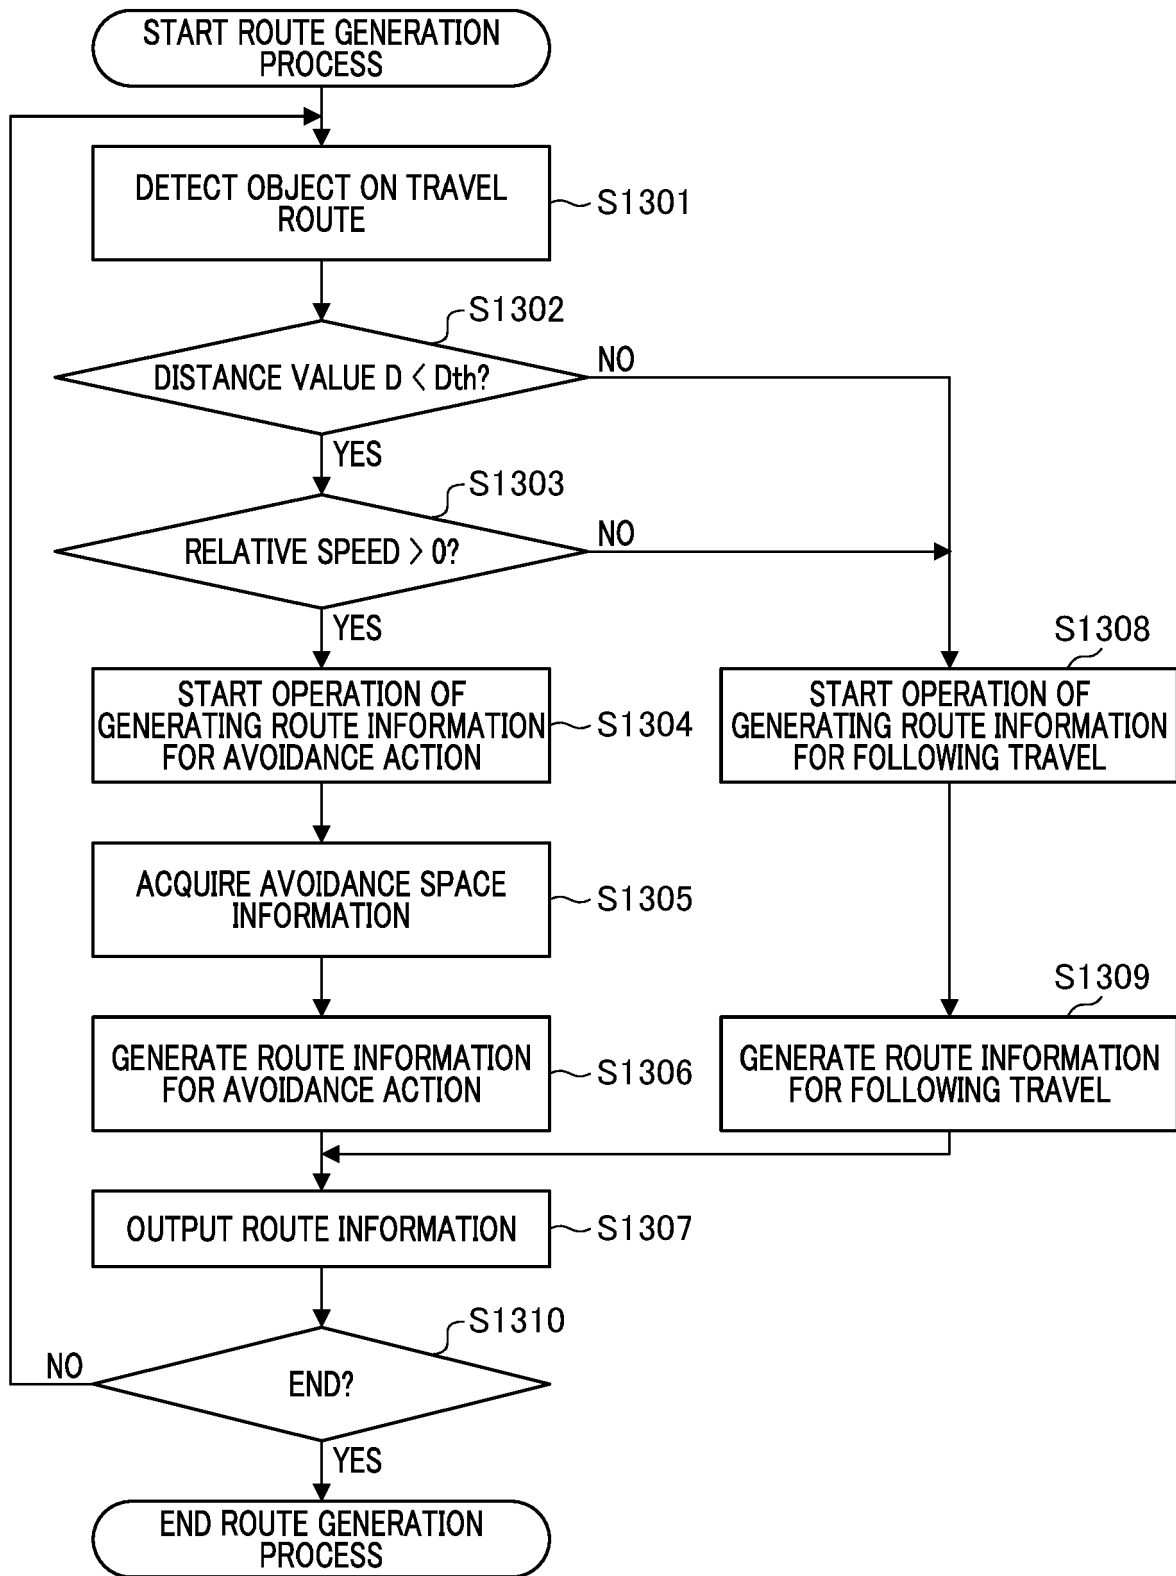 START ROUTE GENERATION
PROCESS
DETECT OBJECT ON TRAVEL
ROUTE
S1301
S1302
DISTANCE VALUE D < Dth?
NO
YES
S1303
RELATIVE SPEED > 0?
NO
YES
START OPERATION OF
GENERATING ROUTE INFORMATION
FOR AVOIDANCE ACTION
S1304
S1308
START OPERATION OF
GENERATING ROUTE INFORMATION
FOR FOLLOWING TRAVEL
ACQUIRE AVOIDANCE SPACE
INFORMATION
S1305
GENERATE ROUTE INFORMATION
FOR AVOIDANCE ACTION
S1306
S1309
GENERATE ROUTE INFORMATION
FOR FOLLOWING TRAVEL
OUTPUT ROUTE INFORMATION
S1307
S1310
END?
NO
YES
END ROUTE GENERATION
PROCESS